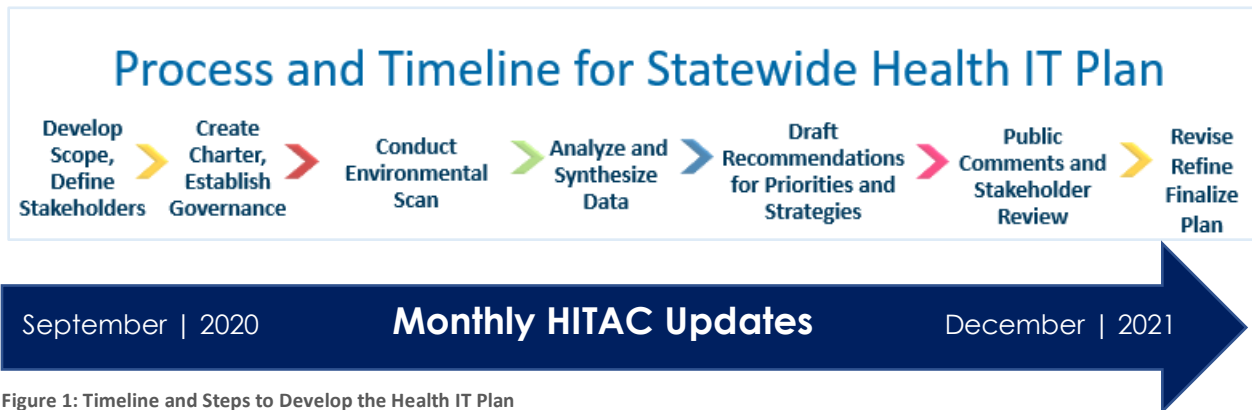 Process and Timeline for Statewide Health IT Plan
Develop
Scope,
Define
Stakeholders
Create
Charter,
Establish
Governance
Conduct
Environmental
Scan
Analyze and
Synthesize
Data
Draft
Recommendations
for Priorities and
Strategies
Public
Comments and
Stakeholder
Review
Revise
Refine
Finalize
Plan
September | 2020
Monthly HITAC Updates
December | 2021
Figure 1: Timeline and Steps to Develop the Health IT Plan